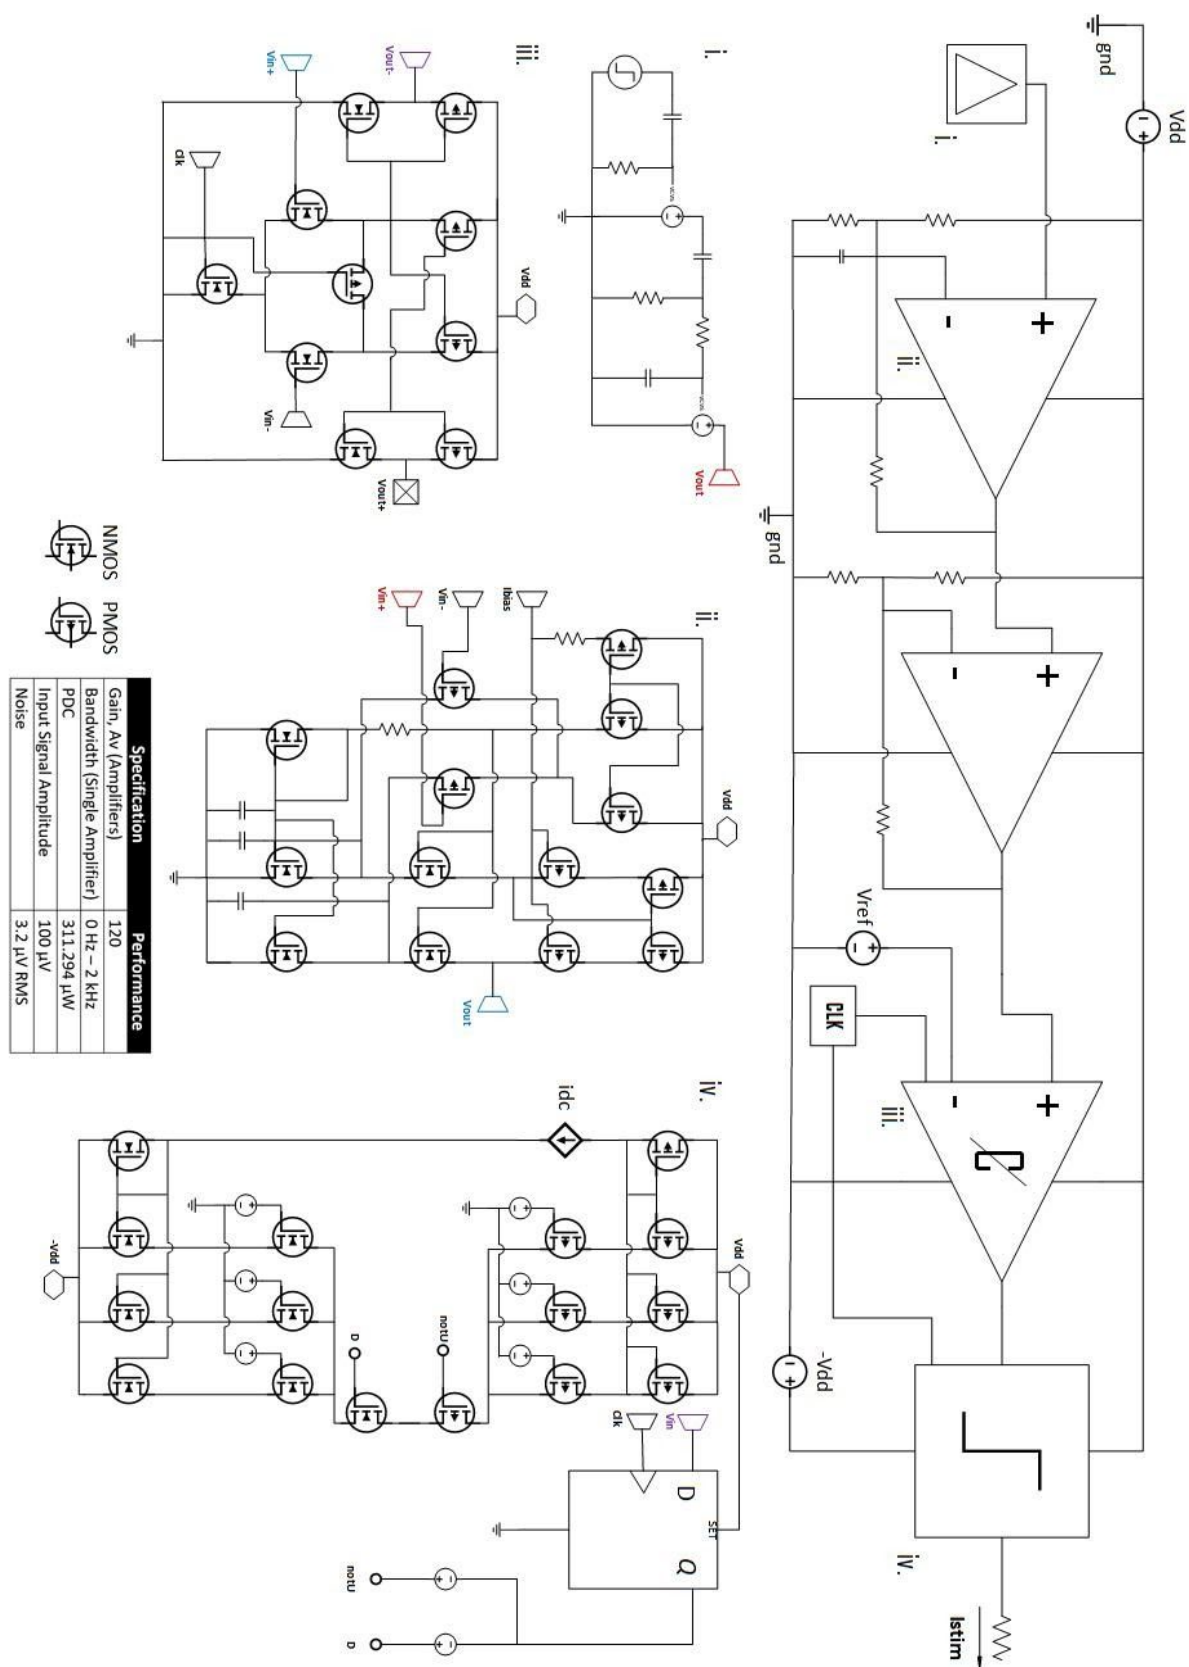 gnd
Vdd
i.
+
-
ii.
gnd
+
-
Vref
CLK
+
-
iii.
-Vdd
iv.
Istim
i.
Vout
iii.
Vout-
Vin+
clk
Vdd
Vin-
Vout+
ii.
Ibias
Vin-
Vin+
Vdd
Vout
iv.
idc
Vdd
-Vdd
notU
D
Vin
clk
D
SET
Q
notU
D
NMOS
PMOS
Specification Performance
Gain, Av (Amplifiers) 120
Bandwidth (Single Amplifier) 0 Hz – 2 kHz
PDC 311.294 µW
Input Signal Amplitude 100 µV
Noise 3.2 µV RMS